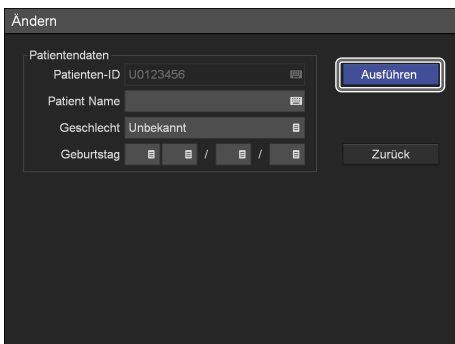 Ändern
Patientendaten
Patienten-ID U0123456
Ausführen
Patient Name
Geschlecht Unbekannt
Geburtstag / /
Zurück